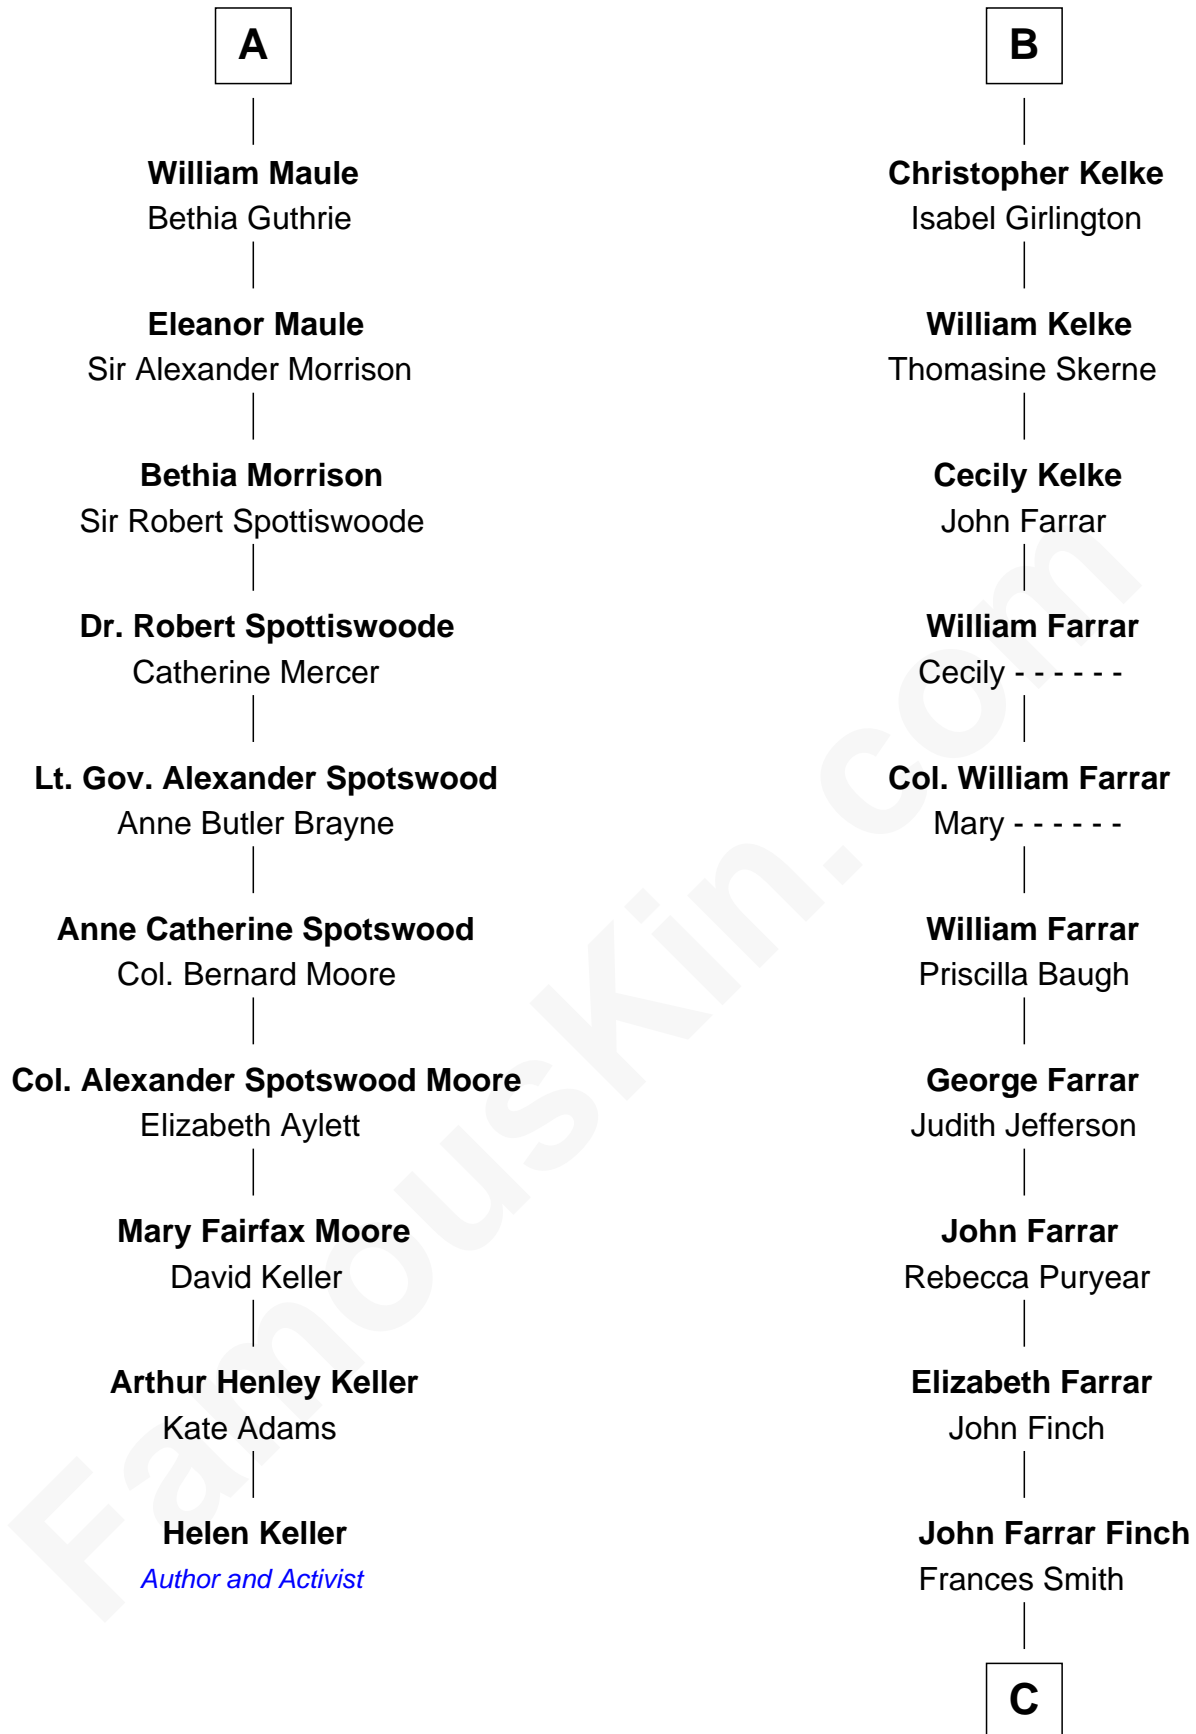 A
William Maule
Bethia Guthrie
Eleanor Maule
Sir Alexander Morrison
Bethia Morrison
Sir Robert Spottiswoode
Dr. Robert Spottiswoode
Catherine Mercer
Lt. Gov. Alexander Spotswood
Anne Butler Brayne
Anne Catherine Spotswood
Col. Bernard Moore
Col. Alexander Spotswood Moore
Elizabeth Aylett
Mary Fairfax Moore
David Keller
Arthur Henley Keller
Kate Adams
Helen Keller
Author and Activist
B
Christopher Kelke
Isabel Girlington
William Kelke
Thomasine Skerne
Cecily Kelke
John Farrar
William Farrar
Cecily - - - - - -
Col. William Farrar
Mary - - - - - -
William Farrar
Priscilla Baugh
George Farrar
Judith Jefferson
John Farrar
Rebecca Puryear
Elizabeth Farrar
John Finch
John Farrar Finch
Frances Smith
C
FamousKin.com